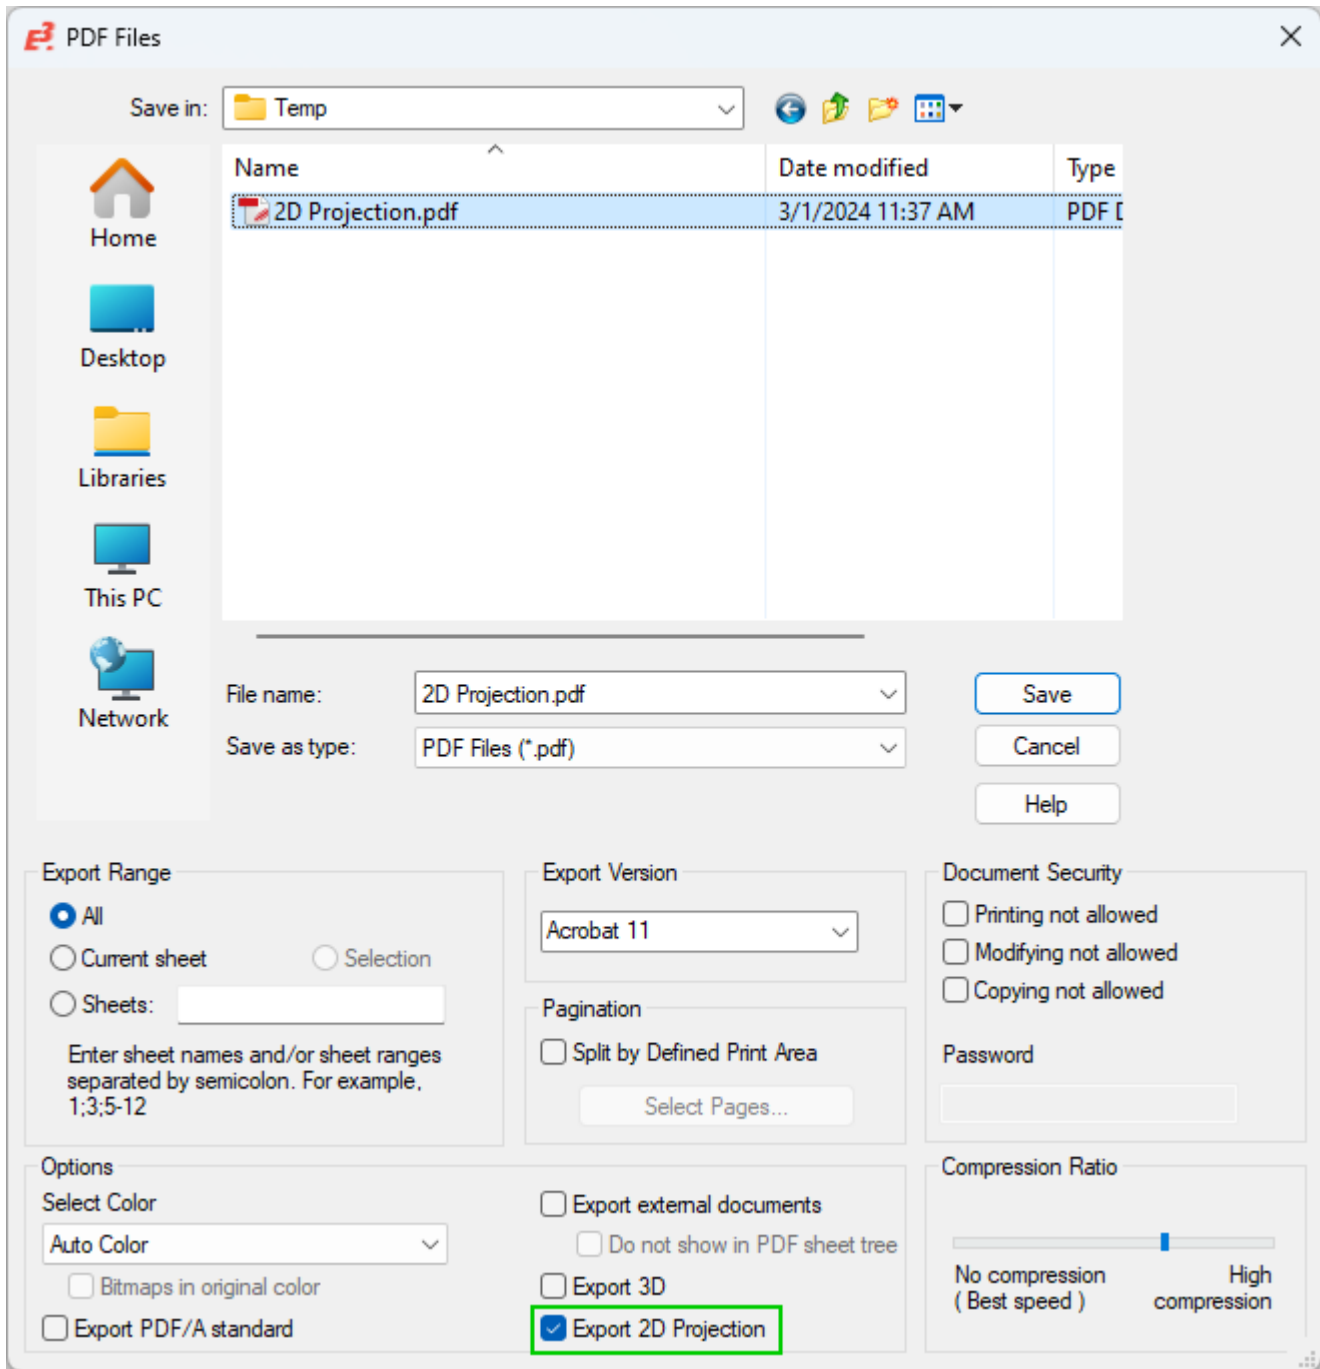 PDF Files
Save in: Temp
Name Date modified Type
2D Projection.pdf 3/1/2024 11:37 AM PDF
Home
Desktop
Libraries
This PC
Network
File name: 2D Projection.pdf Save
Save as type: PDF Files (*.pdf) Cancel
Help
Export Range
All
Current sheet Selection
Sheets:
Enter sheet names and/or sheet ranges
separated by semicolon. For example,
1;3;5-12
Export Version
Acrobat 11
Pagination
Split by Defined Print Area
Select Pages...
Document Security
Printing not allowed
Modifying not allowed
Copying not allowed
Password
Options
Select Color
Auto Color
Bitmaps in original color
Export PDF/A standard
Export external documents
Do not show in PDF sheet tree
Export 3D
Export 2D Projection
Compression Ratio
No compression High
( Best speed ) compression